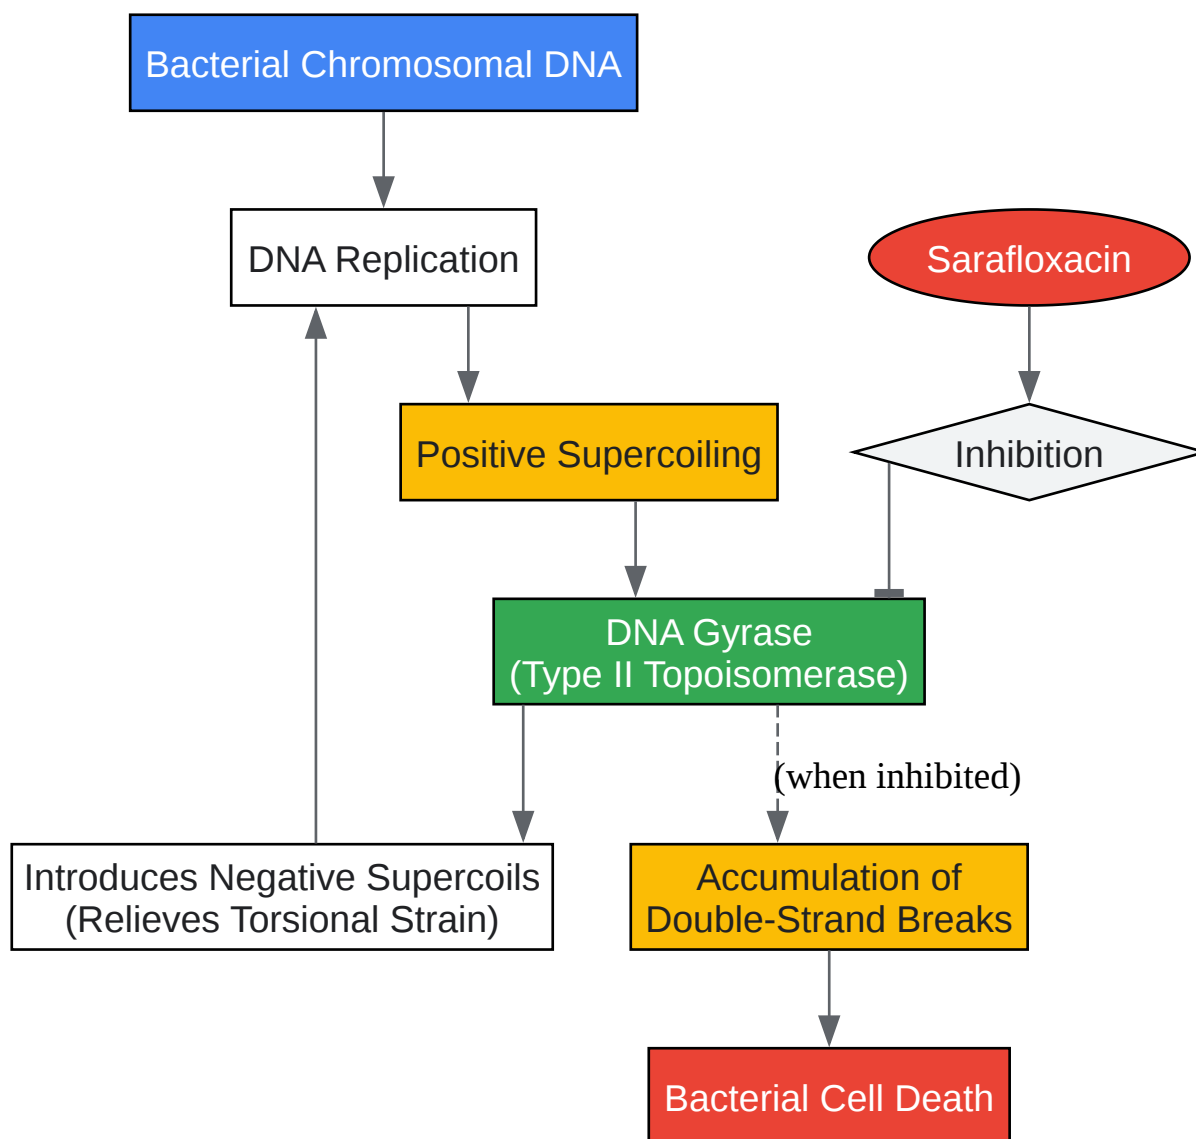 Bacterial Chromosomal DNA
DNA Replication
Sarafloxacin
Positive Supercoiling
Inhibition
DNA Gyrase
(Type II Topoisomerase)
(when inhibited)
Introduces Negative Supercoils
(Relieves Torsional Strain)
Accumulation of
Double-Strand Breaks
Bacterial Cell Death